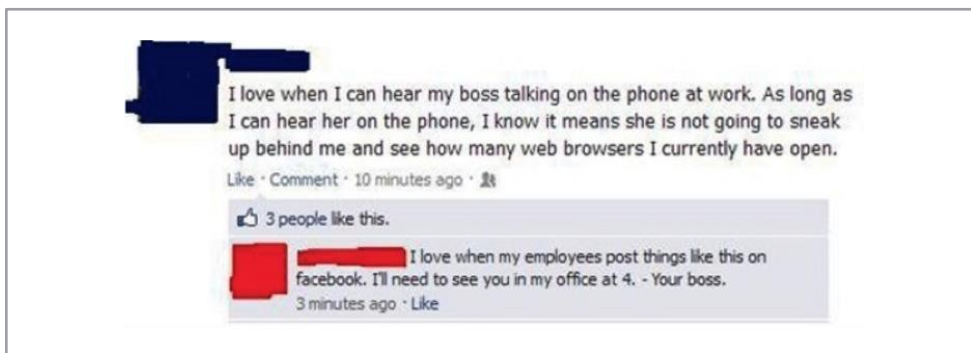 I love when I can hear my boss talking on the phone at work. As long as
I can hear her on the phone, I know it means she is not going to sneak
up behind me and see how many web browsers I currently have open.
Like · Comment · 10 minutes ago ·
3 people like this.
I love when my employees post things like this on
facebook. I'll need to see you in my office at 4. - Your boss.
3 minutes ago · Like